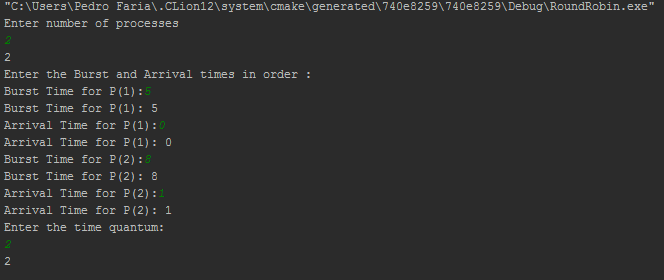 "C:\Users\Pedro Faria\.CLion12\system\cmake\generated\740e8259\740e8259\Debug\RoundRobin.exe"
Enter number of processes
2
2
Enter the Burst and Arrival times in order :
Burst Time for P(1):5
Burst Time for P(1): 5
Arrival Time for P(1):0
Arrival Time for P(1): 0
Burst Time for P(2):8
Burst Time for P(2): 8
Arrival Time for P(2):1
Arrival Time for P(2): 1
Enter the time quantum:
2
2